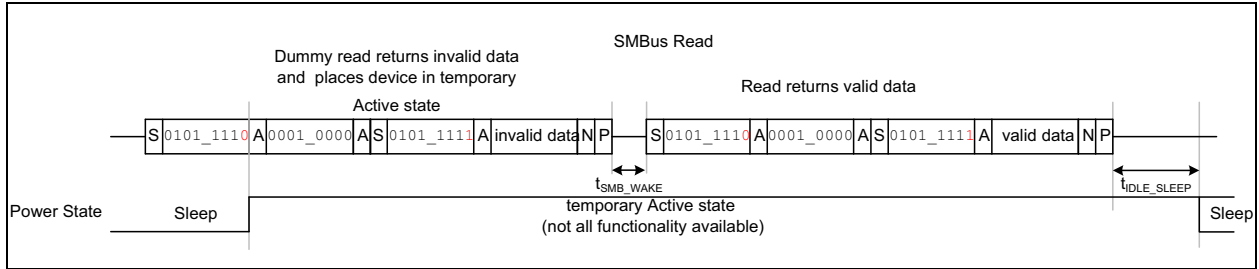 SMBus Read
Dummy read returns invalid data
and places device in temporary
Active state
Read returns valid data
S 0101_1110 A 0001_0000 A S 0101_1111 A invalid data N P S 0101_1110 A 0001_0000 A S 0101_1111 A valid data N P
tSMB_WAKE tIDLE_SLEEP
Power State Sleep temporary Active state Sleep
(not all functionality available)